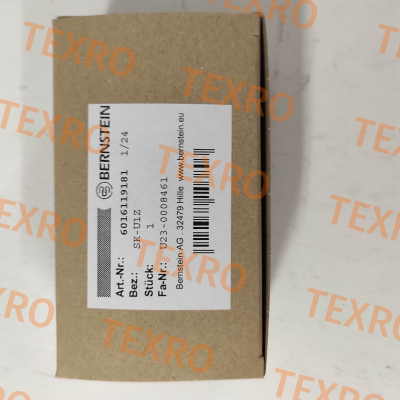 BERNSTEIN
Art.-Nr.: 6016119181 1/24
Bez.: SK-U1Z
Stück: 1
Fa-Nr.: U23-0008461
Bernstein AG . 32479 Hille www.bernstein.eu
TEXRO
TEXRO
TEXRO
TEXRO
TEXRO
TEXRO
TEXRO
TEXRO